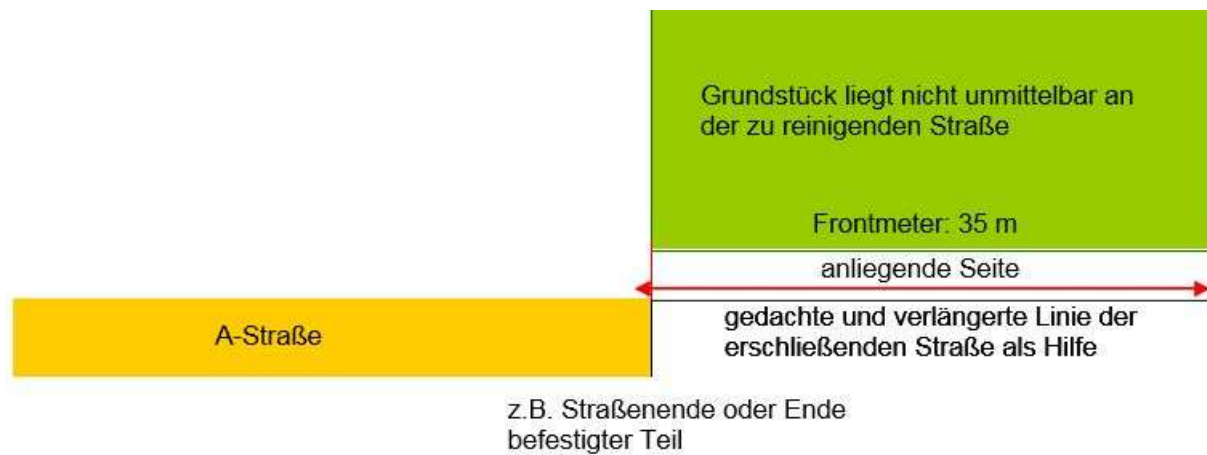 Grundstück liegt nicht unmittelbar an
der zu reinigenden Straße
Frontmeter: 35 m
anliegende Seite
A-Straße
gedachte und verlängerte Linie der
erschließenden Straße als Hilfe
z.B. Straßenende oder Ende
befestigter Teil